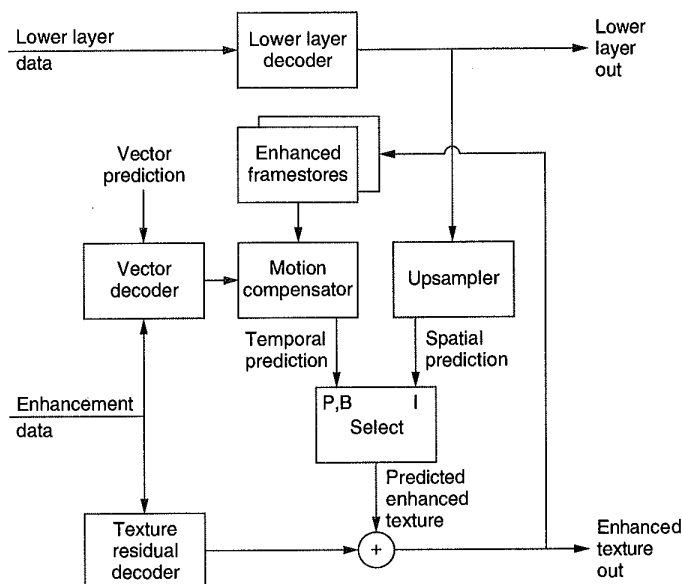 Lower layer
data
Lower layer
decoder
Lower
layer
out
Vector
prediction
Enhanced
framestores
Vector
decoder
Motion
compensator
Upsampler
Temporal
prediction
Spatial
prediction
Enhancement
data
P,B I
Select
Predicted
enhanced
texture
Texture
residual
decoder
+
Enhanced
texture
out